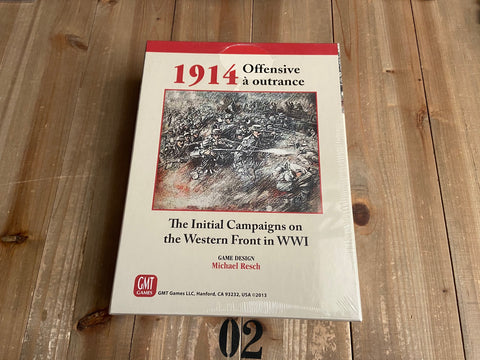 1914 Offensive
à outrance
The Initial Campaigns on
the Western Front in WWI
GAME DESIGN
Michael Resch
GMT
GAMES
GMT Games LLC, Hanford, CA 93232, USA ©2013
02